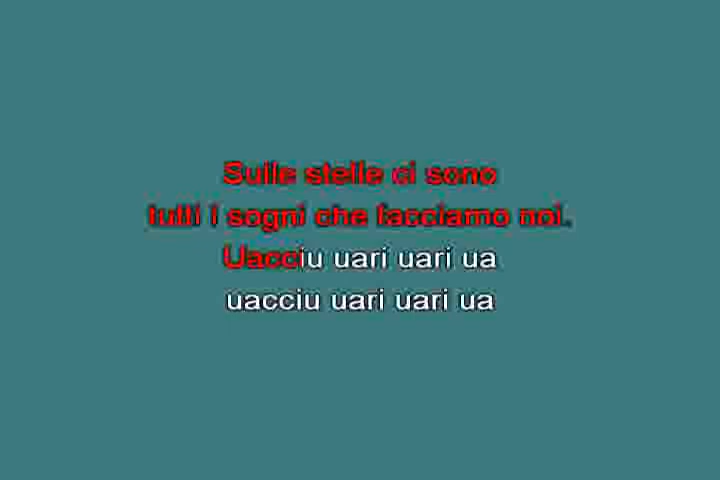 Sulle stelle ci sono
tutti i sogni che facciamo noi.
Uacciu uari uari ua
uacciu uari uari ua